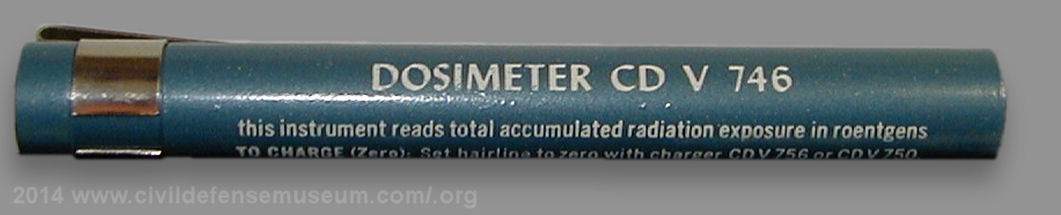 DOSIMETER CD V 746
this instrument reads total accumulated radiation exposure in roentgens
TO CHARGE (Zero): Set hairline to zero with charger CD V 756 or CD V 750.
2014 www.civildefensemuseum.com/.org